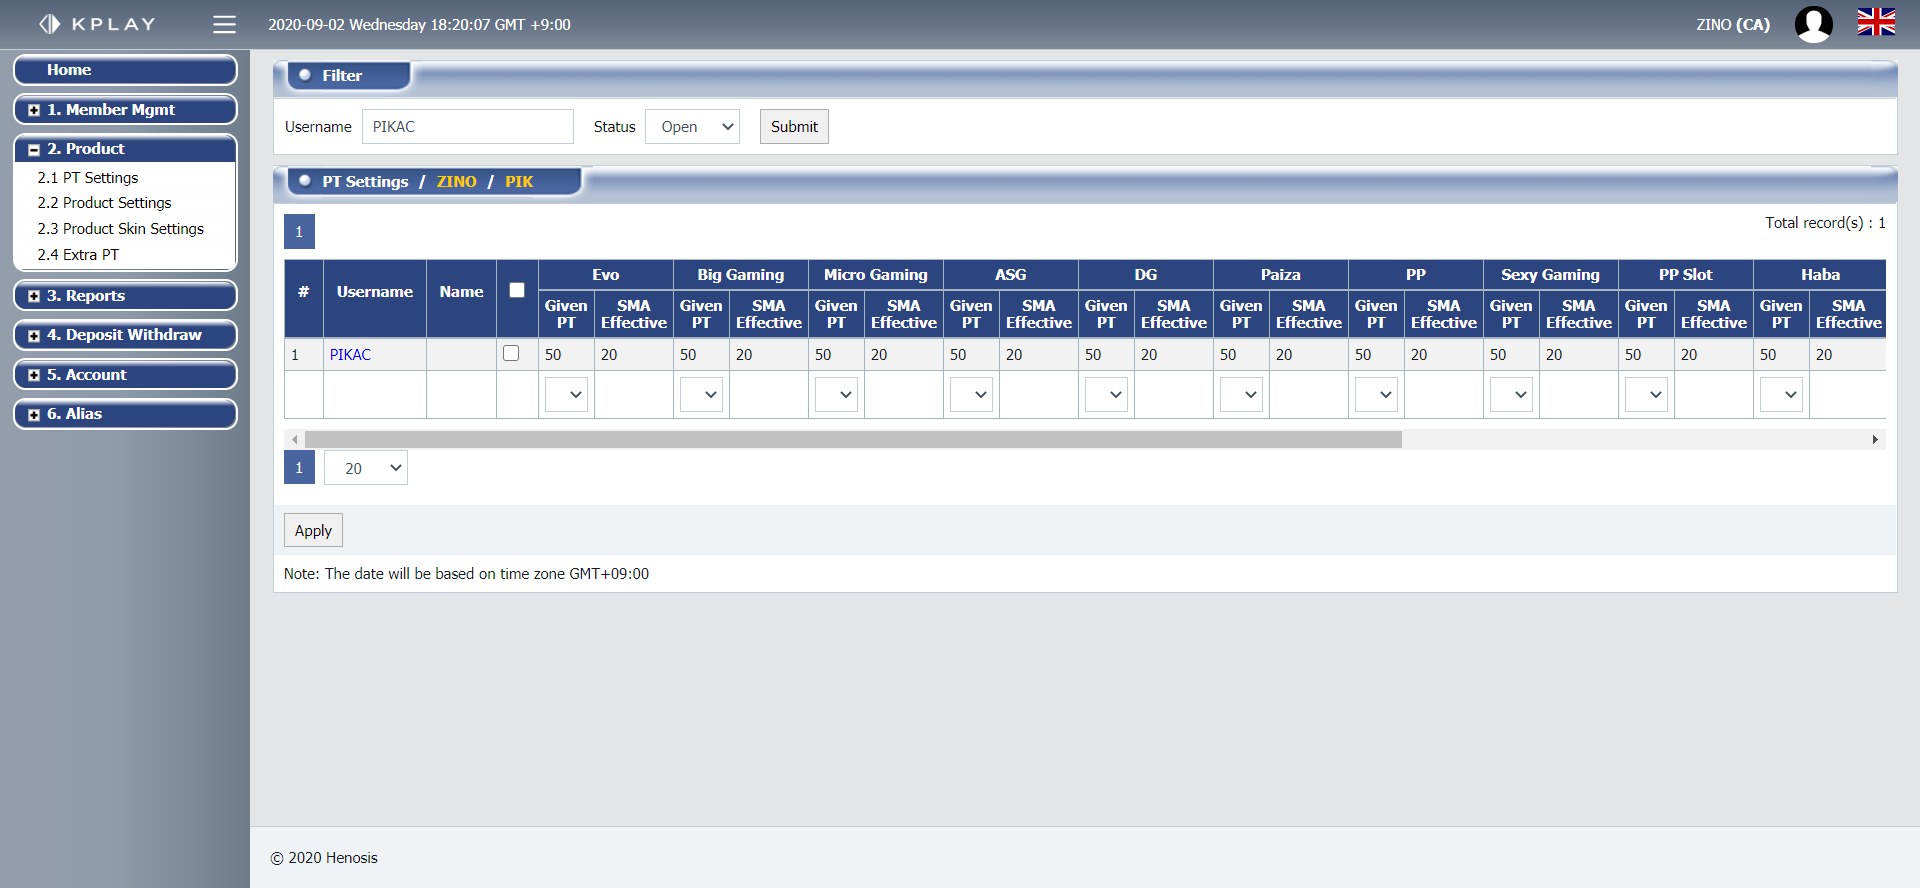 KPLAY
2020-09-02 Wednesday 18:20:07 GMT +9:00
ZINO (CA)
Home
1. Member Mgmt
2. Product
2.1 PT Settings
2.2 Product Settings
2.3 Product Skin Settings
2.4 Extra PT
3. Reports
4. Deposit Withdraw
5. Account
6. Alias
Filter
Username PIKAC Status Open Submit
PT Settings / ZINO / PIK
1
Total record(s) : 1
# Username Name Evo Big Gaming Micro Gaming ASG DG Paiza PP Sexy Gaming PP Slot Haba
Given PT SMA Effective Given PT SMA Effective Given PT SMA Effective Given PT SMA Effective Given PT SMA Effective Given PT SMA Effective Given PT SMA Effective Given PT SMA Effective Given PT SMA Effective Given PT SMA Effective
1 PIKAC 50 20 50 20 50 20 50 20 50 20 50 20 50 20 50 20 50 20 50 20
1 20
Apply
Note: The date will be based on time zone GMT+09:00
© 2020 Henosis